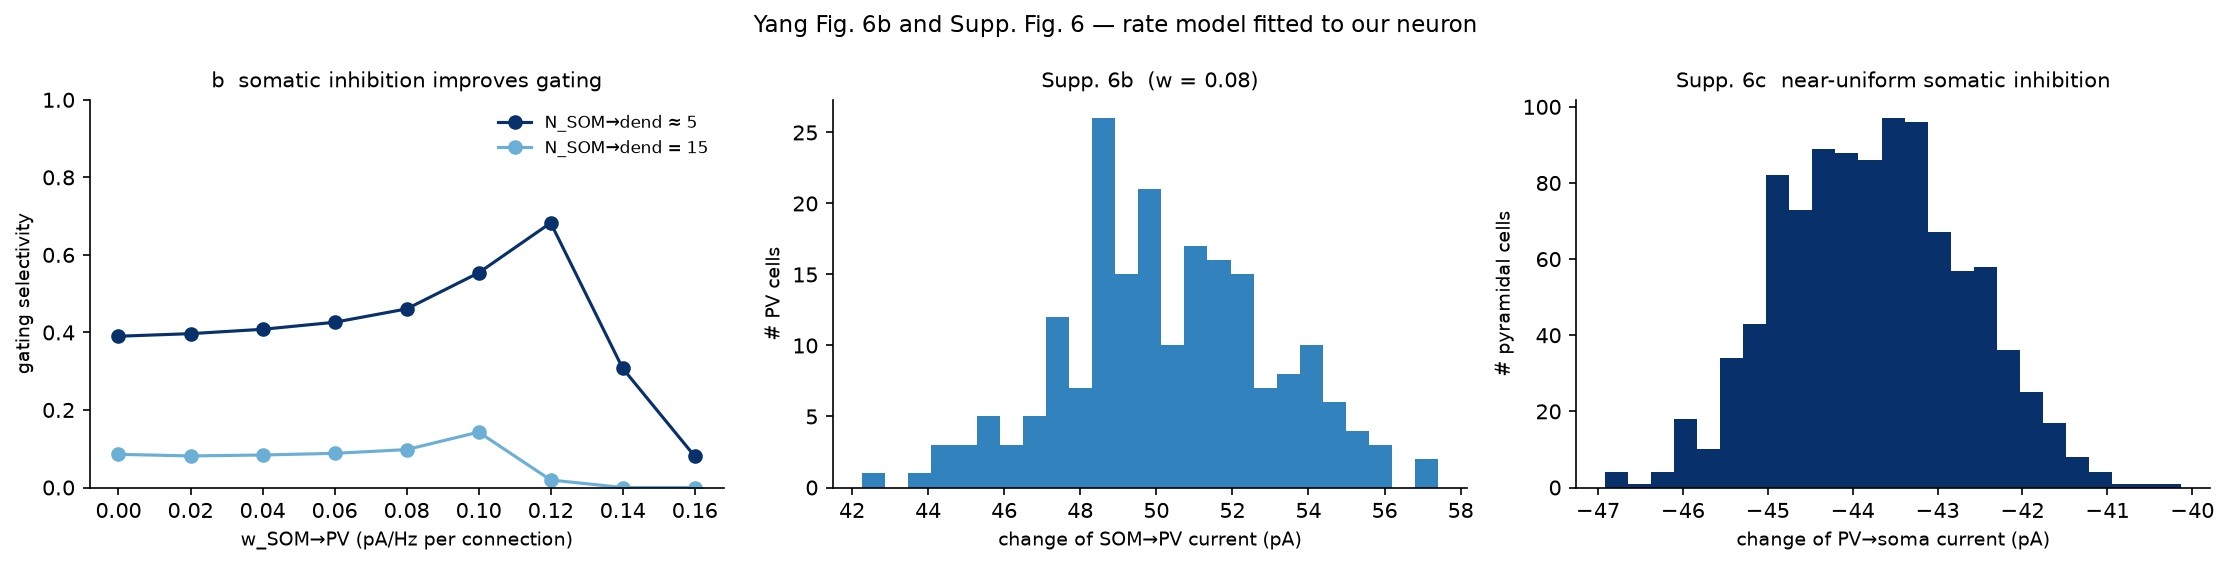 Yang Fig. 6b and Supp. Fig. 6 — rate model fitted to our neuron
b  somatic inhibition improves gating
gating selectivity
1.0
0.8
0.6
0.4
0.2
0.0
N_SOM→dend ≈ 5
N_SOM→dend = 15
0.00 0.02 0.04 0.06 0.08 0.10 0.12 0.14 0.16
w_SOM→PV (pA/Hz per connection)
Supp. 6b  (w = 0.08)
# PV cells
25
20
15
10
5
0
42 44 46 48 50 52 54 56 58
change of SOM→PV current (pA)
Supp. 6c  near-uniform somatic inhibition
# pyramidal cells
100
80
60
40
20
0
−47 −46 −45 −44 −43 −42 −41 −40
change of PV→soma current (pA)